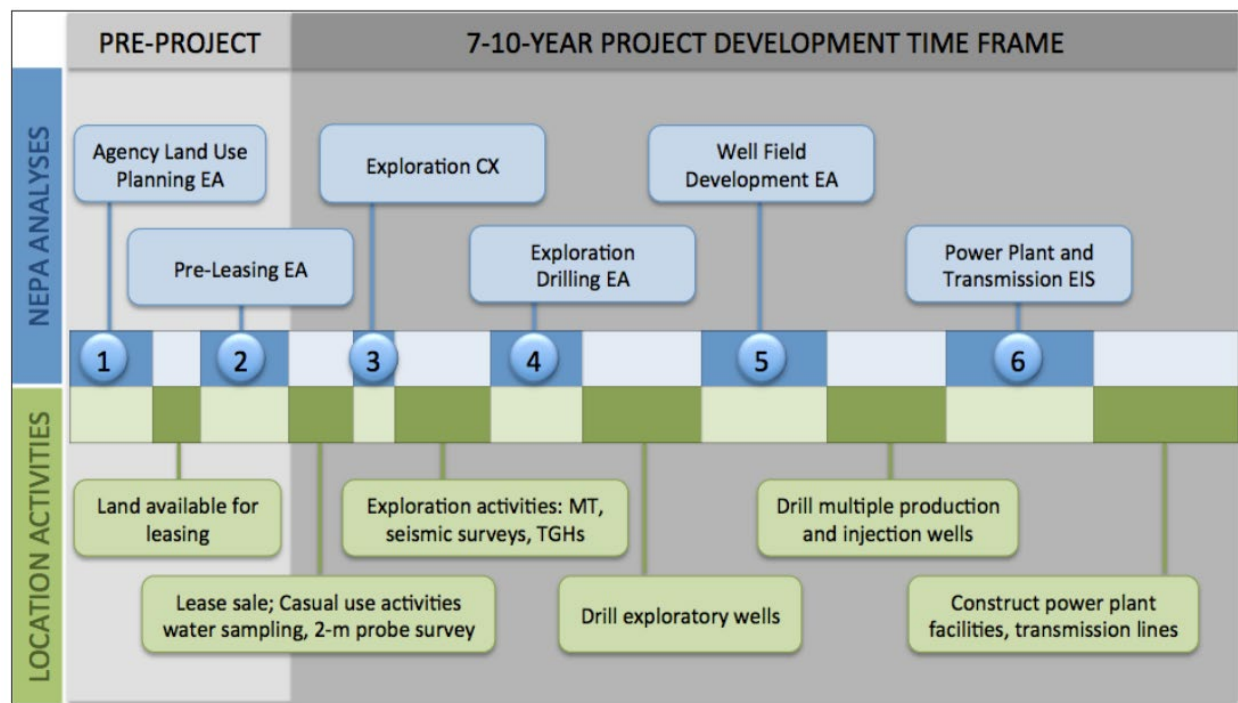 PRE-PROJECT
7-10-YEAR PROJECT DEVELOPMENT TIME FRAME
NEPA ANALYSES
Agency Land Use
Planning EA
Pre-Leasing EA
Exploration CX
Exploration
Drilling EA
Well Field
Development EA
Power Plant and
Transmission EIS
1
2
3
4
5
6
LOCATION ACTIVITIES
Land available for
leasing
Lease sale; Casual use activities
water sampling, 2-m probe survey
Exploration activities: MT,
seismic surveys, TGHs
Drill exploratory wells
Drill multiple production
and injection wells
Construct power plant
facilities, transmission lines